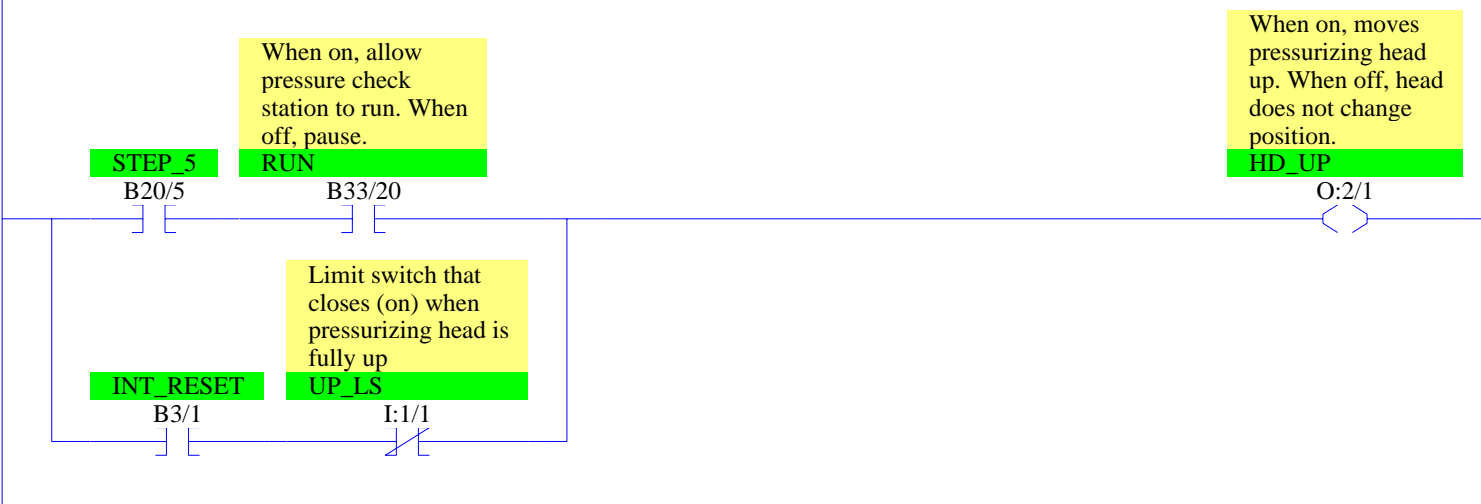 When on, allow
pressure check
station to run. When
off, pause.
STEP_5
RUN
B20/5
B33/20
When on, moves
pressurizing head
up. When off, head
does not change
position.
HD_UP
O:2/1
Limit switch that
closes (on) when
pressurizing head is
fully up
INT_RESET
UP_LS
B3/1
I:1/1